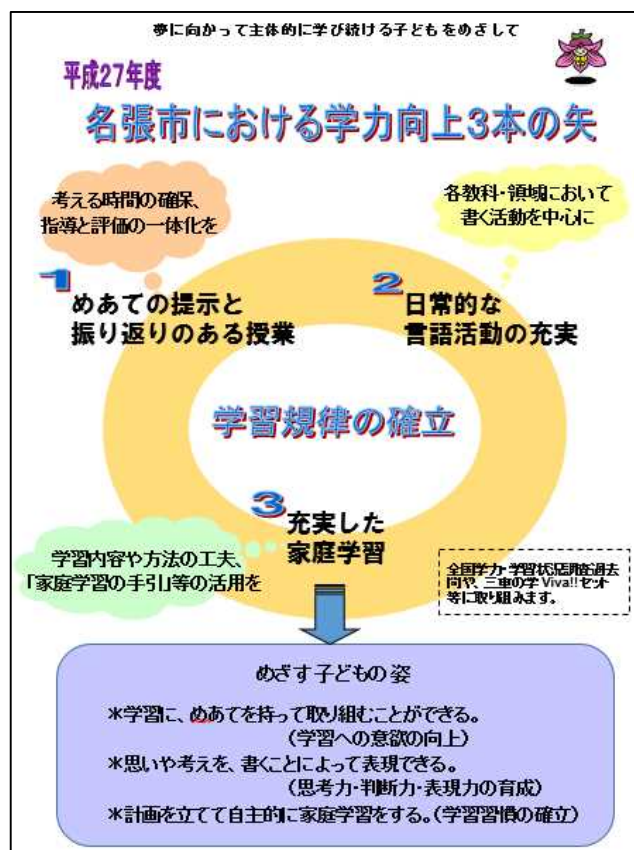 夢に向かって主体的に学び続ける子どもをめざして
平成27年度
名張市における学力向上3本の矢
考える時間の確保、
指導と評価の一体化を
各教科・領域において
書く活動を中心に
1
めあての提示と
振り返りのある授業
2
日常的な
言語活動の充実
学習規律の確立
3
充実した
家庭学習
学習内容や方法の工夫、
「家庭学習の手引」等の活用を
全国学力・学習状況調査過去
問や、三重の学Viva!!セット
等に取り組みます。
めざす子どもの姿
*学習に、めあてを持って取り組むことができる。
(学習への意欲の向上)
*思いや考えを、書くことによって表現できる。
(思考力・判断力・表現力の育成)
*計画を立てて自主的に家庭学習をする。(学習習慣の確立)